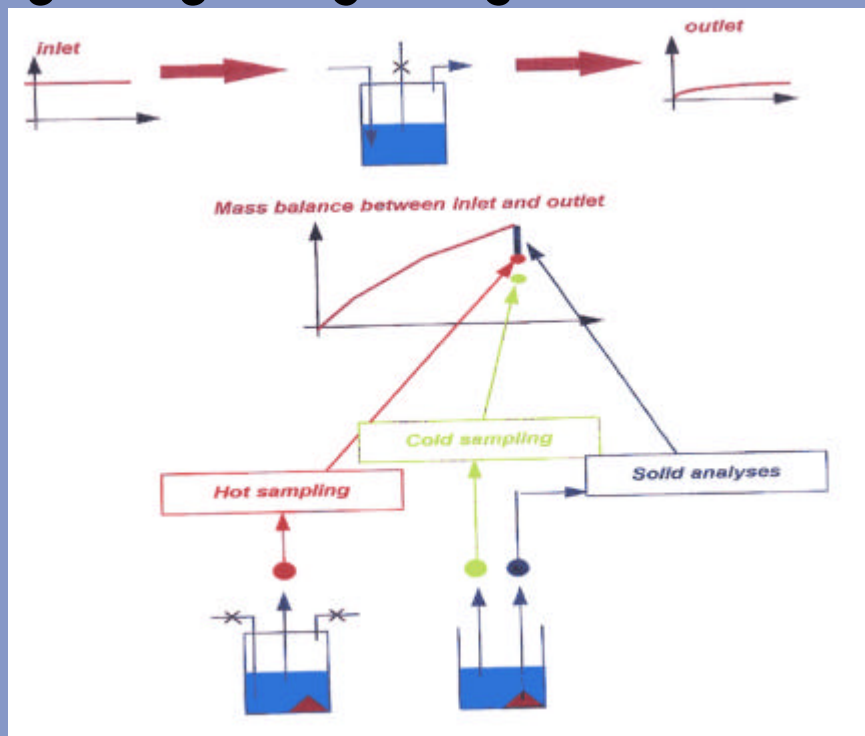 inlet
outlet
Mass balance between inlet and outlet
Cold sampling
Hot sampling
Solid analyses